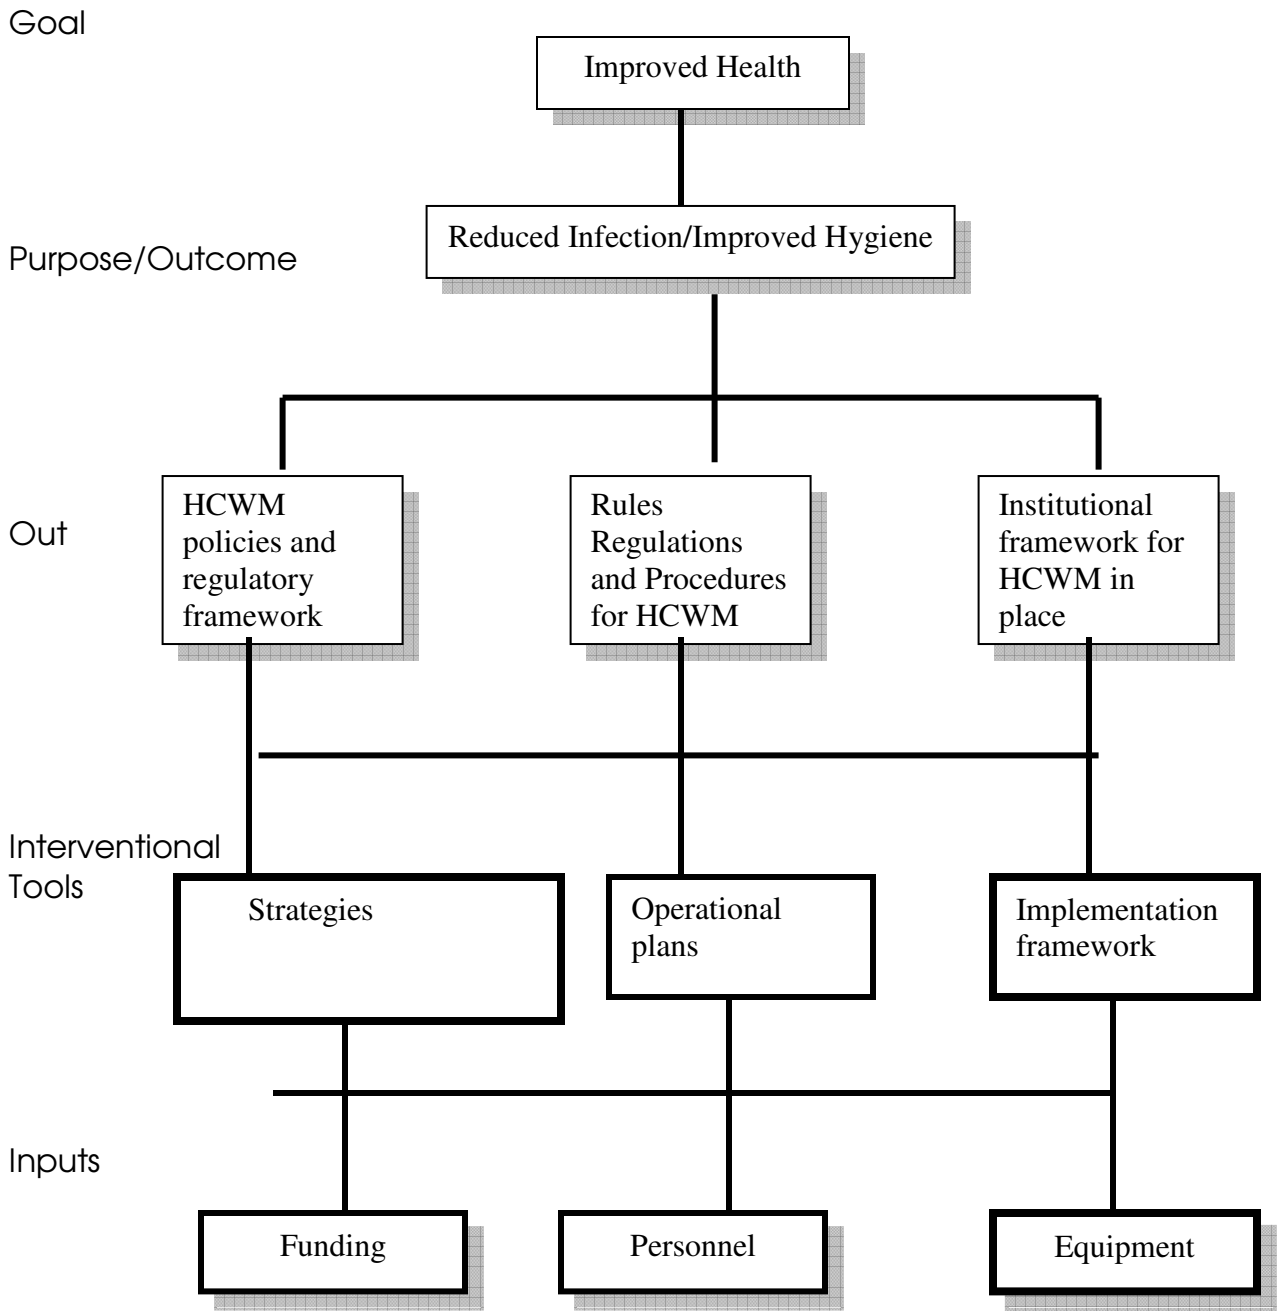 Goal
Improved Health
Purpose/Outcome
Reduced Infection/Improved Hygiene
Out
HCWM
policies and
regulatory
framework
Rules
Regulations
and Procedures
for HCWM
Institutional
framework for
HCWM in
place
Interventional
Tools
Strategies
Operational
plans
Implementation
framework
Inputs
Funding
Personnel
Equipment